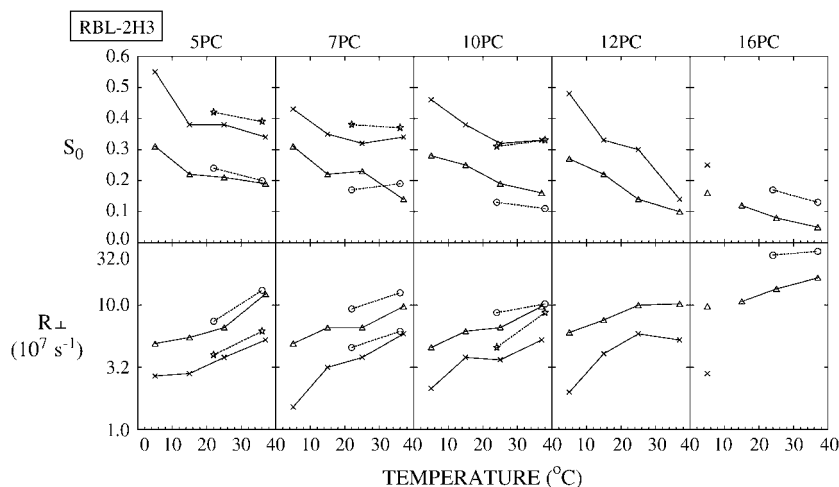 RBL-2H3
5PC 7PC 10PC 12PC 16PC
0.6
0.5
0.4
S0 0.3
0.2
0.1
0.0
32.0
R⊥ 10.0
(10⁷ s⁻¹)
3.2
1.0
0 10 20 30 40 10 20 30 40 10 20 30 40 10 20 30 40 10 20 30 40
TEMPERATURE (°C)